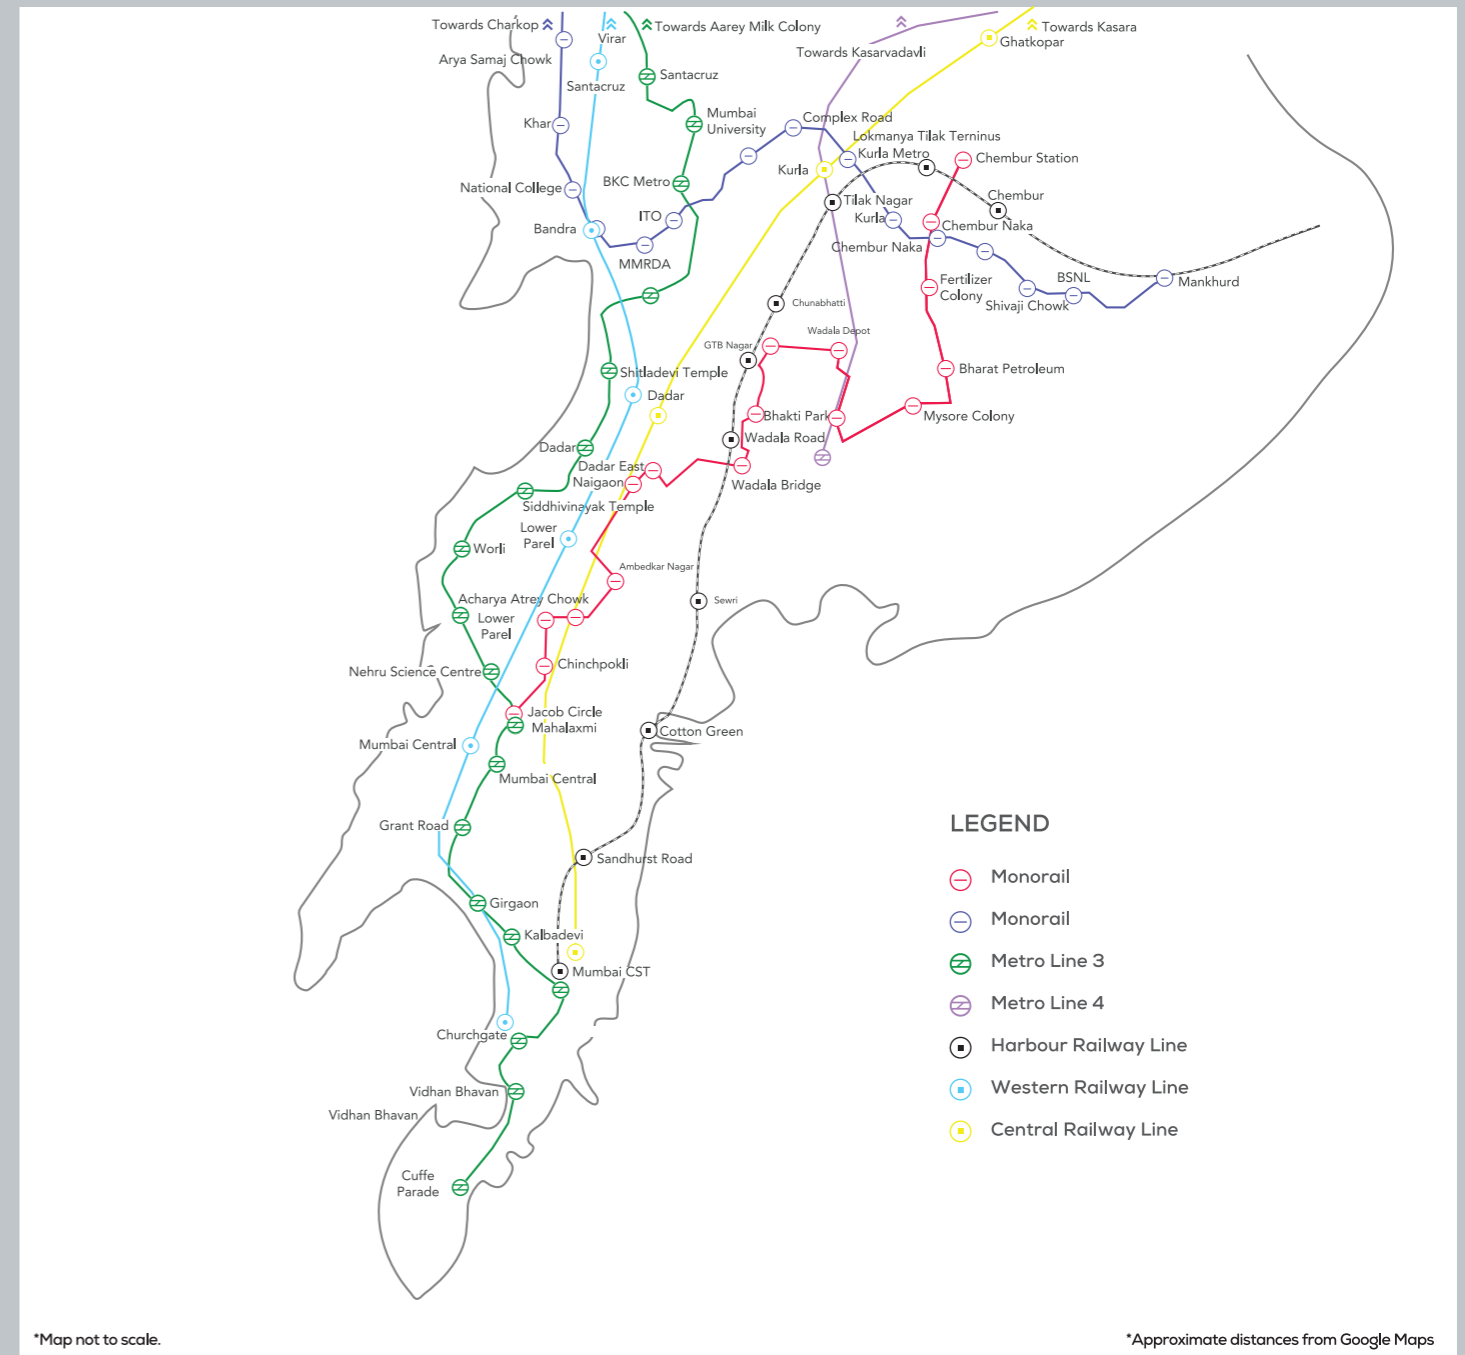 Towards Charkop
Virar
Towards Aarey Milk Colony
Towards Kasara
Ghatkopar
Towards Kasarvadavli
Arya Samaj Chowk
Santacruz
Santacruz
Khar
Mumbai
University
Complex Road
Lokmanya Tilak Terninus
Kurla Metro
Chembur Station
Kurla
National College
BKC Metro
Tilak Nagar
Chembur
Bandra
ITO
Kurla
Chembur Naka
Chembur Naka
MMRDA
Fertilizer
Colony
BSNL
Mankhurd
Shivaji Chowk
Chunabhatti
Wadala Depot
GTB Nagar
Shitladevi Temple
Bharat Petroleum
Dadar
Bhakti Park
Mysore Colony
Dadar
Wadala Road
Dadar East
Naigaon
Wadala Bridge
Siddhivinayak Temple
Lower
Parel
Worli
Ambedkar Nagar
Acharya Atrey Chowk
Sewri
Lower
Parel
Nehru Science Centre
Chinchpokli
Jacob Circle
Mahalaxmi
Cotton Green
Mumbai Central
Mumbai Central
Grant Road
Sandhurst Road
Girgaon
Kalbadevi
Mumbai CST
Churchgate
Vidhan Bhavan
Vidhan Bhavan
Cuffe
Parade
LEGEND
Monorail
Monorail
Metro Line 3
Metro Line 4
Harbour Railway Line
Western Railway Line
Central Railway Line
*Map not to scale.
*Approximate distances from Google Maps